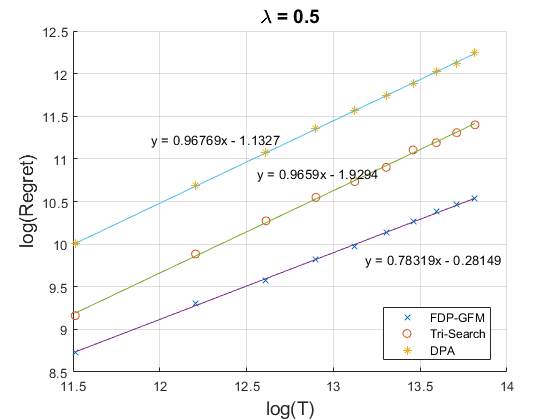 λ = 0.5
12.5
12
11.5
11
10.5
10
9.5
9
8.5
log(Regret)
y = 0.96769x - 1.1327
y = 0.9659x - 1.9294
y = 0.78319x - 0.28149
FDP-GFM
Tri-Search
DPA
11.5 12 12.5 13 13.5 14
log(T)